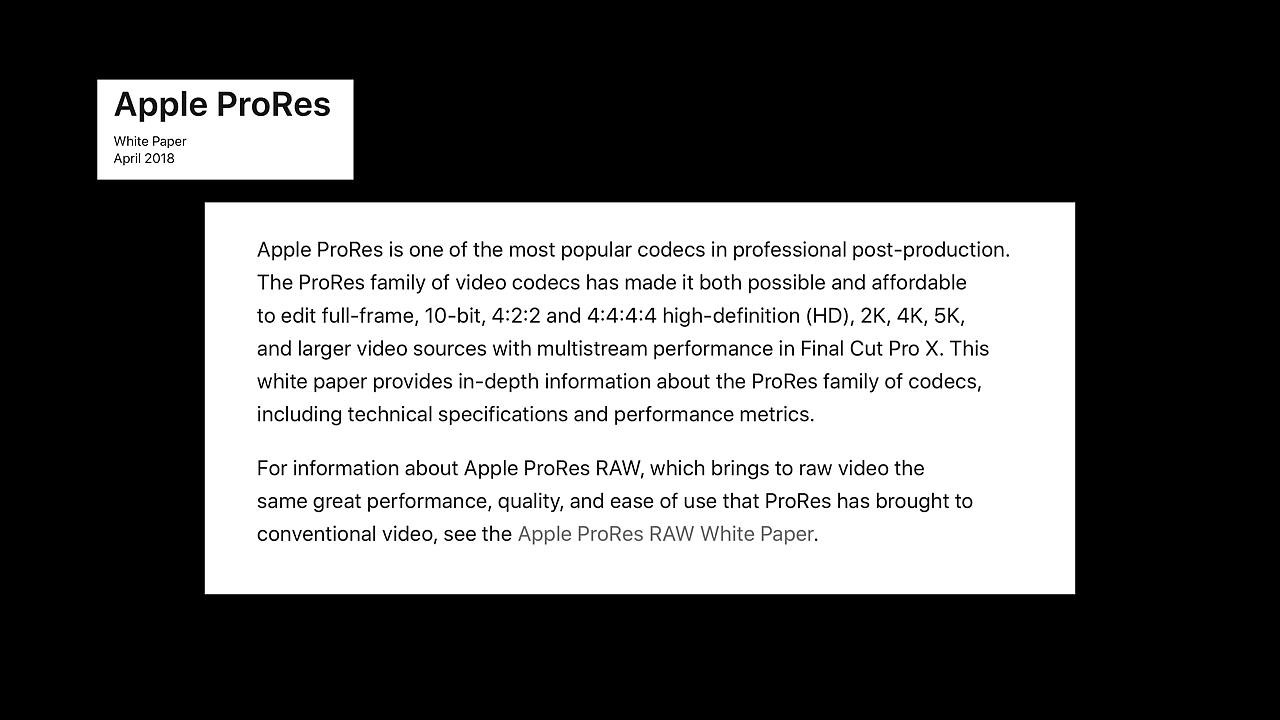 Apple ProRes
White Paper
April 2018
Apple ProRes is one of the most popular codecs in professional post-production.
The ProRes family of video codecs has made it both possible and affordable
to edit full-frame, 10-bit, 4:2:2 and 4:4:4:4 high-definition (HD), 2K, 4K, 5K,
and larger video sources with multistream performance in Final Cut Pro X. This
white paper provides in-depth information about the ProRes family of codecs,
including technical specifications and performance metrics.
For information about Apple ProRes RAW, which brings to raw video the
same great performance, quality, and ease of use that ProRes has brought to
conventional video, see the Apple ProRes RAW White Paper.